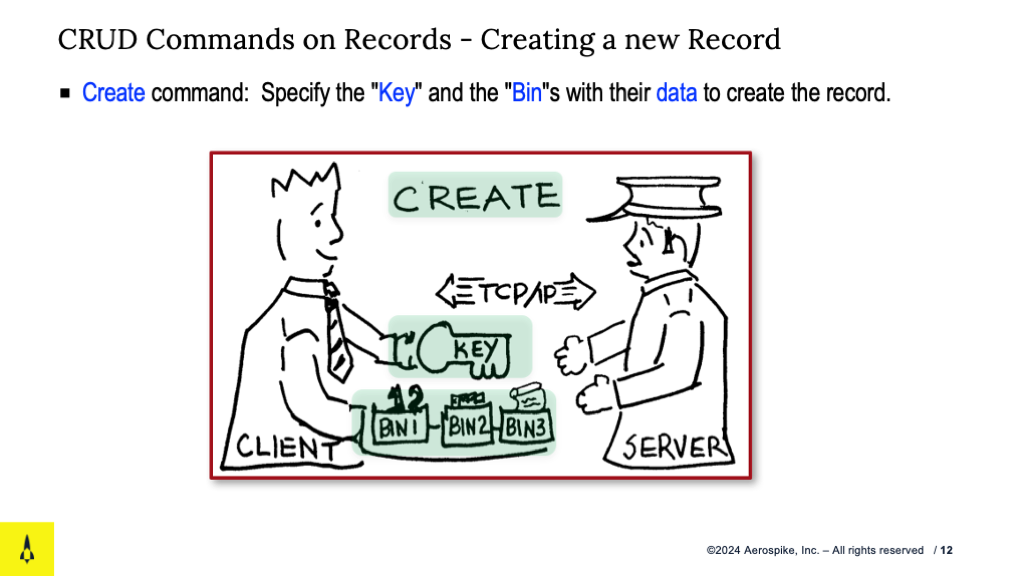 CRUD Commands on Records - Creating a new Record
▪ Create command:  Specify the "Key" and the "Bin"s with their data to create the record.
CREATE
TCP/IP
KEY
12
BIN1 BIN2 BIN3
CLIENT SERVER
©2024 Aerospike, Inc. – All rights reserved / 12